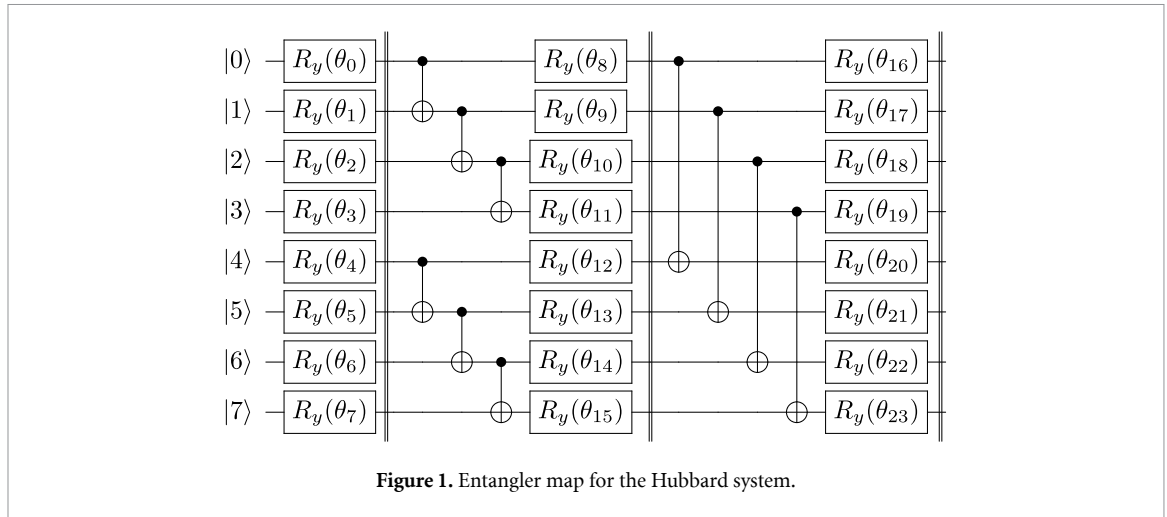 |0⟩ R_y(θ_0) R_y(θ_8) R_y(θ_16)
|1⟩ R_y(θ_1) R_y(θ_9) R_y(θ_17)
|2⟩ R_y(θ_2) R_y(θ_10) R_y(θ_18)
|3⟩ R_y(θ_3) R_y(θ_11) R_y(θ_19)
|4⟩ R_y(θ_4) R_y(θ_12) R_y(θ_20)
|5⟩ R_y(θ_5) R_y(θ_13) R_y(θ_21)
|6⟩ R_y(θ_6) R_y(θ_14) R_y(θ_22)
|7⟩ R_y(θ_7) R_y(θ_15) R_y(θ_23)
Figure 1. Entangler map for the Hubbard system.